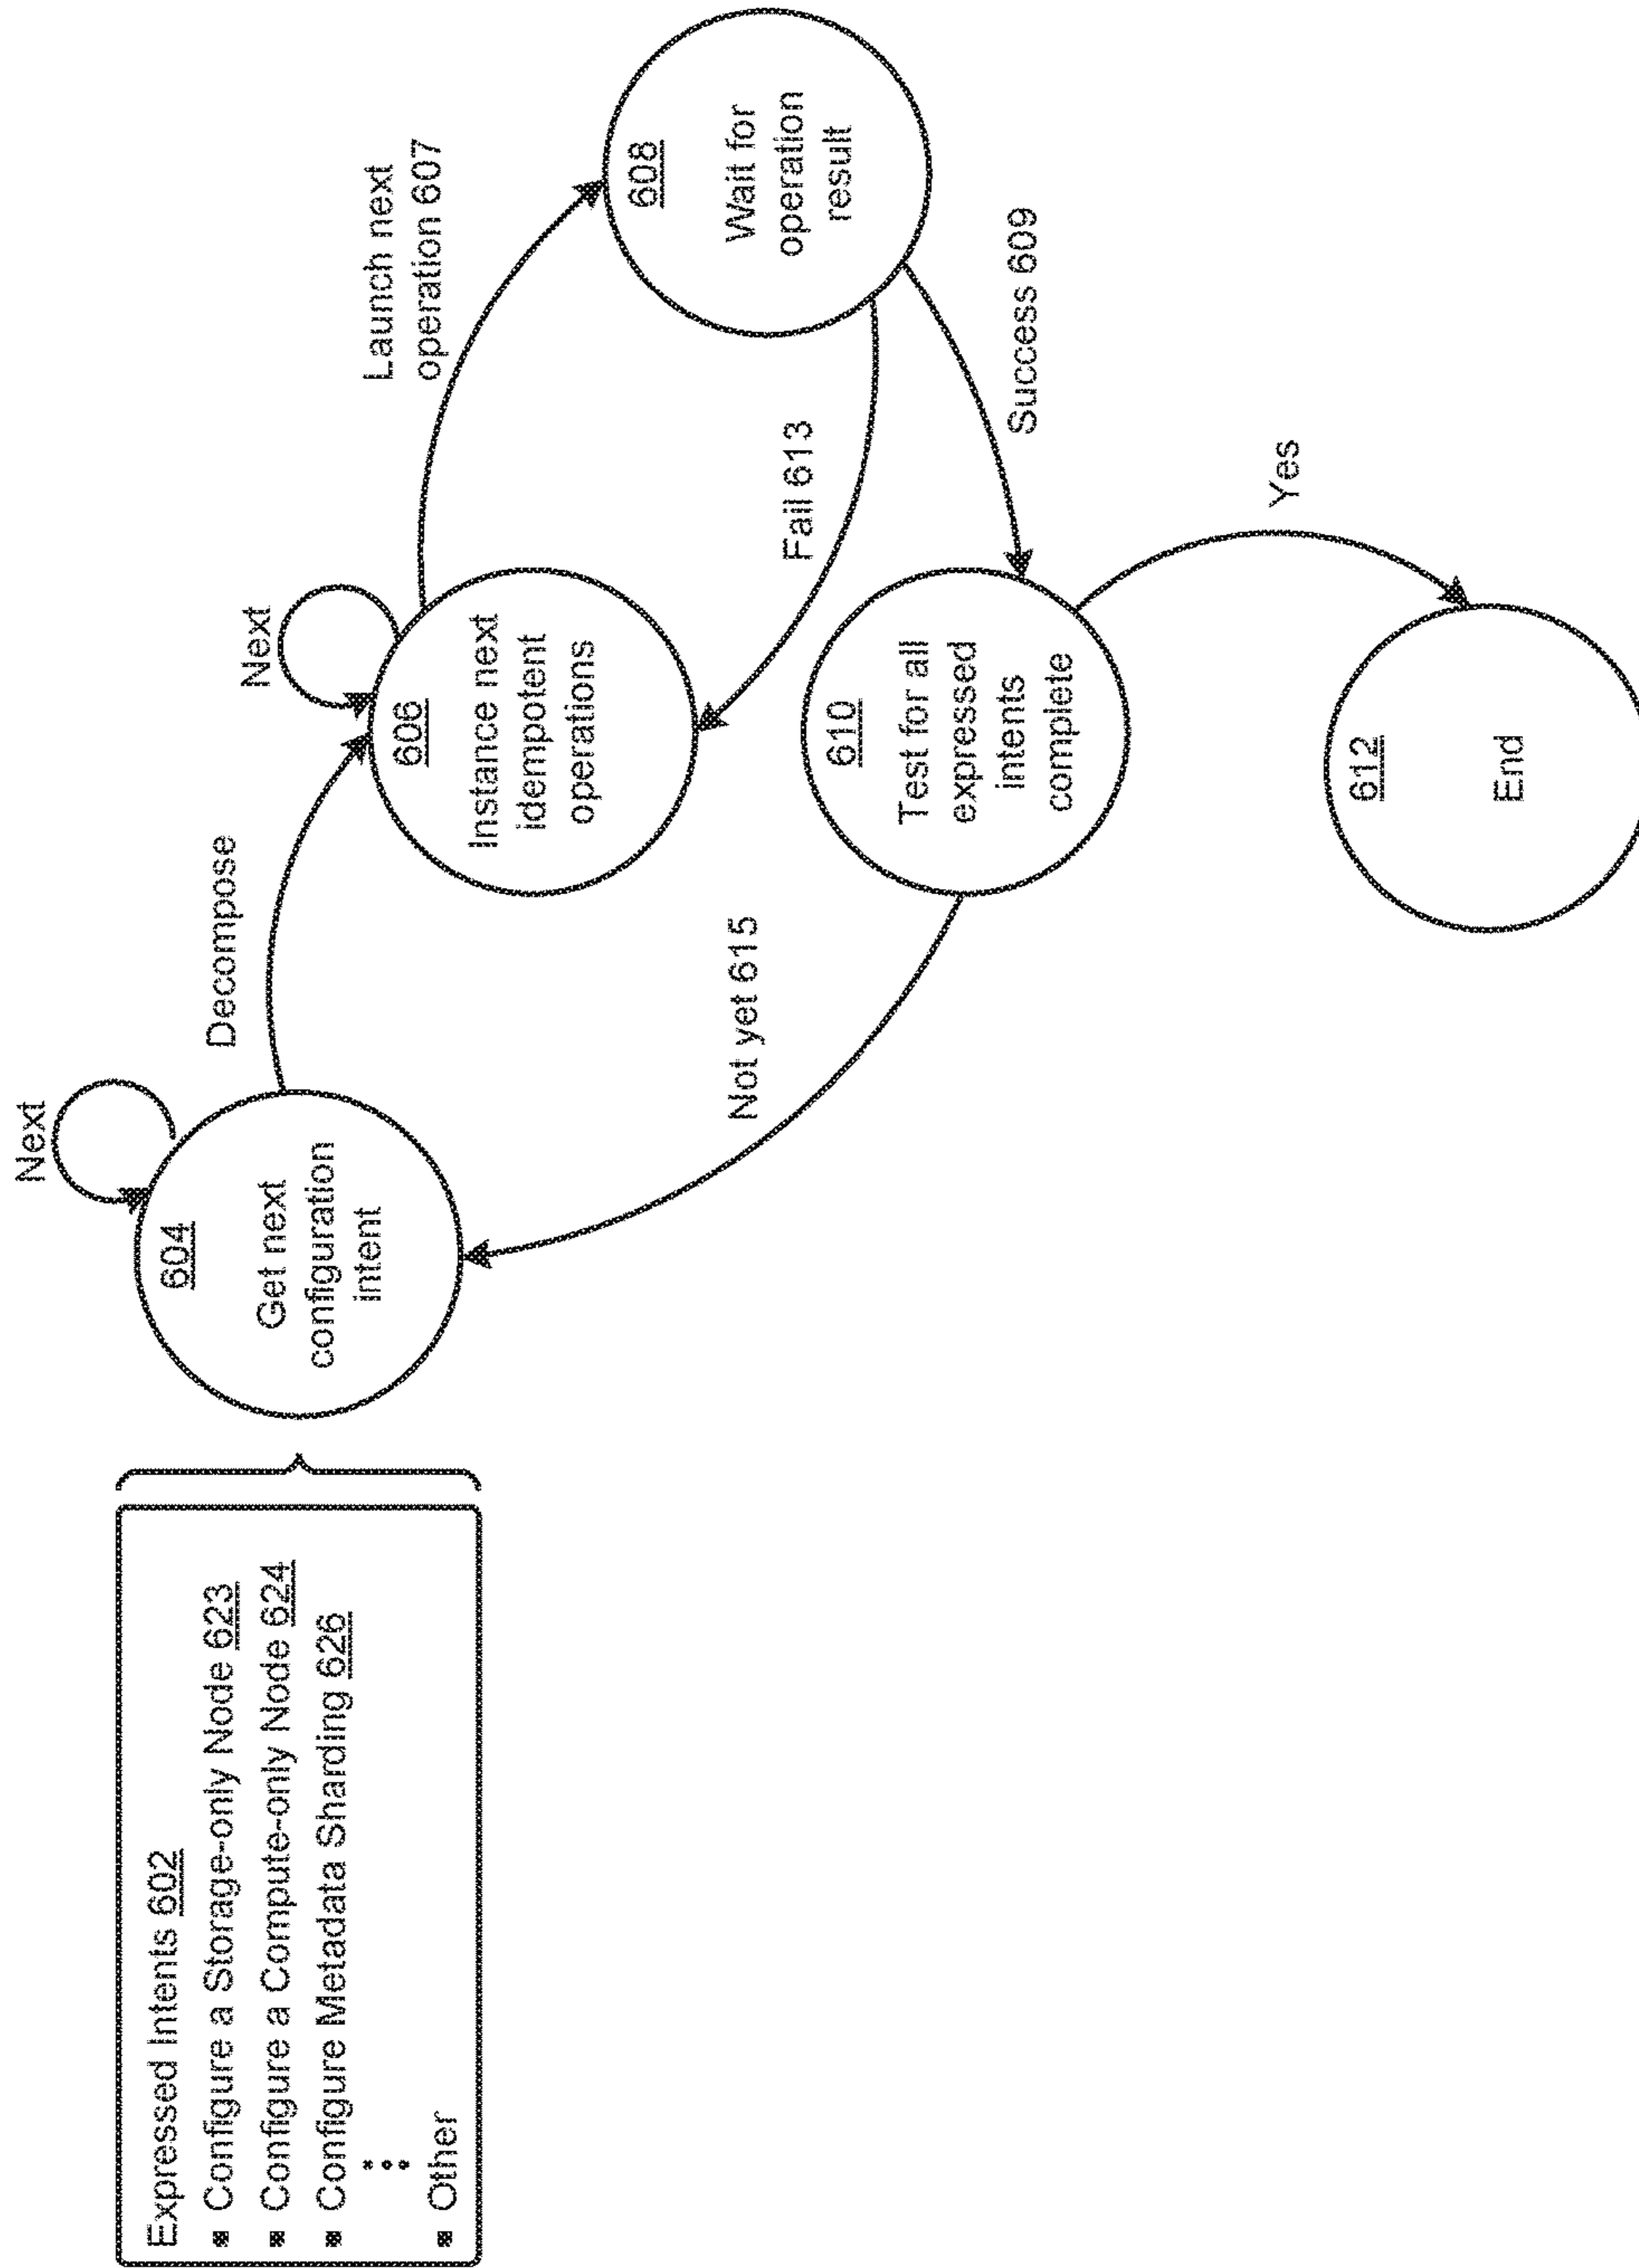 Expressed Intents 602
▪ Configure a Storage-only Node 623
▪ Configure a Compute-only Node 624
▪ Configure Metadata Sharding 626
⋮
▪ Other
Next
604
Get next
configuration
intent
Decompose
Next
606
Instance next
idempotent
operations
Launch next
operation 607
608
Wait for
operation
result
Fail 613
Success 609
610
Test for all
expressed
intents
complete
Not yet 615
Yes
612
End